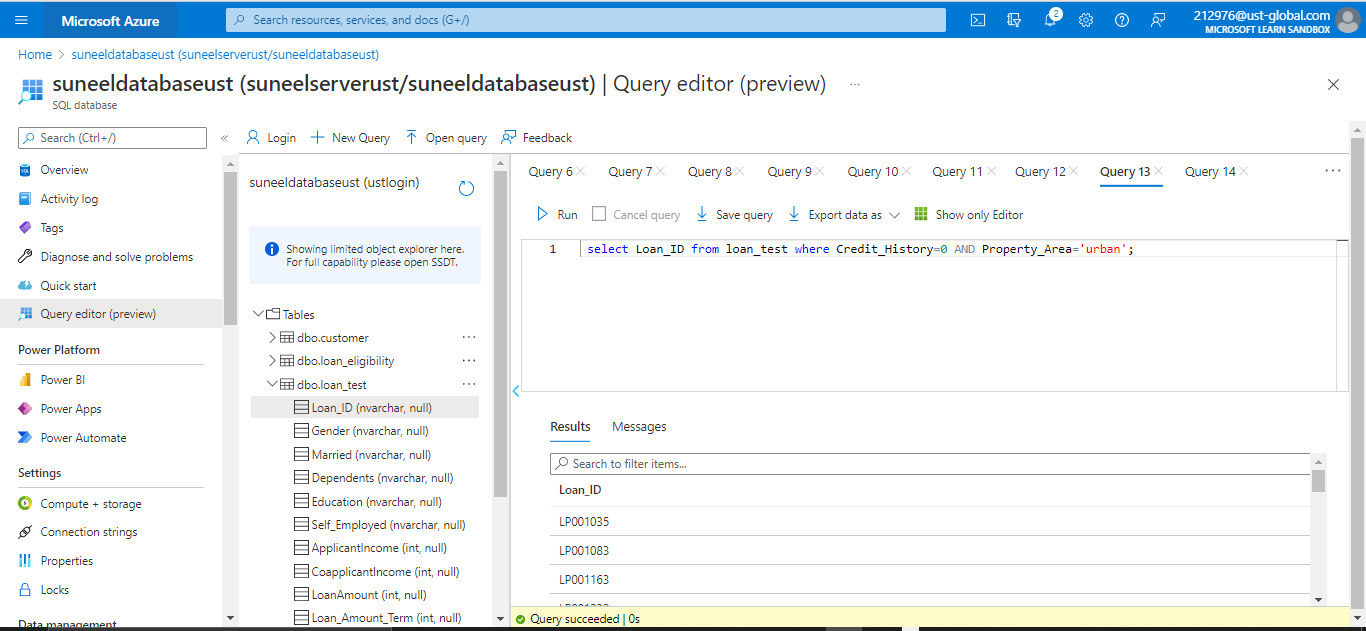 Microsoft Azure
Search resources, services, and docs (G+/)
2
212976@ust-global.com
MICROSOFT LEARN SANDBOX
Home > suneeldatabaseust (suneelserverust/suneeldatabaseust)
suneeldatabaseust (suneelserverust/suneeldatabaseust) | Query editor (preview) ...
SQL database
Search (Ctrl+/)
«
Overview
Activity log
Tags
Diagnose and solve problems
Quick start
Query editor (preview)
Power Platform
Power BI
Power Apps
Power Automate
Settings
Compute + storage
Connection strings
Properties
Locks
Data management
Login
New Query
Open query
Feedback
suneeldatabaseust (ustlogin)
Showing limited object explorer here.
For full capability please open SSDT.
Tables
dbo.customer ...
dbo.loan_eligibility ...
dbo.loan_test ...
Loan_ID (nvarchar, null)
Gender (nvarchar, null)
Married (nvarchar, null)
Dependents (nvarchar, null)
Education (nvarchar, null)
Self_Employed (nvarchar, null)
ApplicantIncome (int, null)
CoapplicantIncome (int, null)
LoanAmount (int, null)
Loan_Amount_Term (int, null)
Query 6 Query 7 Query 8 Query 9 Query 10 Query 11 Query 12 Query 13 Query 14 ...
Run Cancel query Save query Export data as Show only Editor
1 select Loan_ID from loan_test where Credit_History=0 AND Property_Area='urban';
Results Messages
Search to filter items...
Loan_ID
LP001035
LP001083
LP001163
Query succeeded | 0s